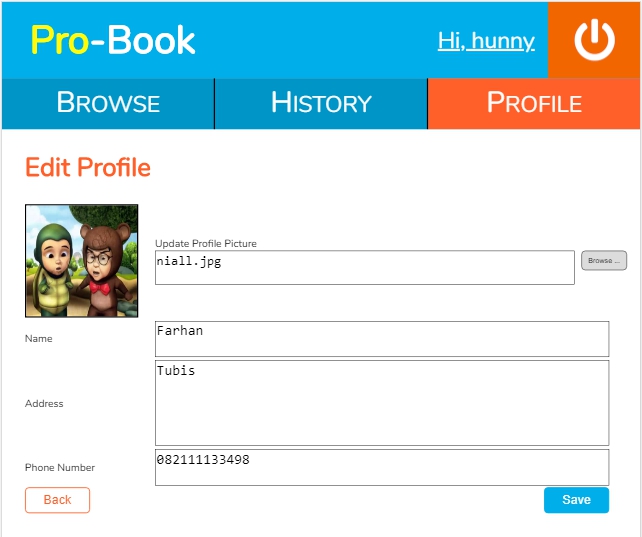 Pro-Book
Hi, hunny
BROWSE
HISTORY
PROFILE
Edit Profile
Update Profile Picture
niall.jpg
Browse ...
Name
Farhan
Address
Tubis
Phone Number
082111133498
Back
Save